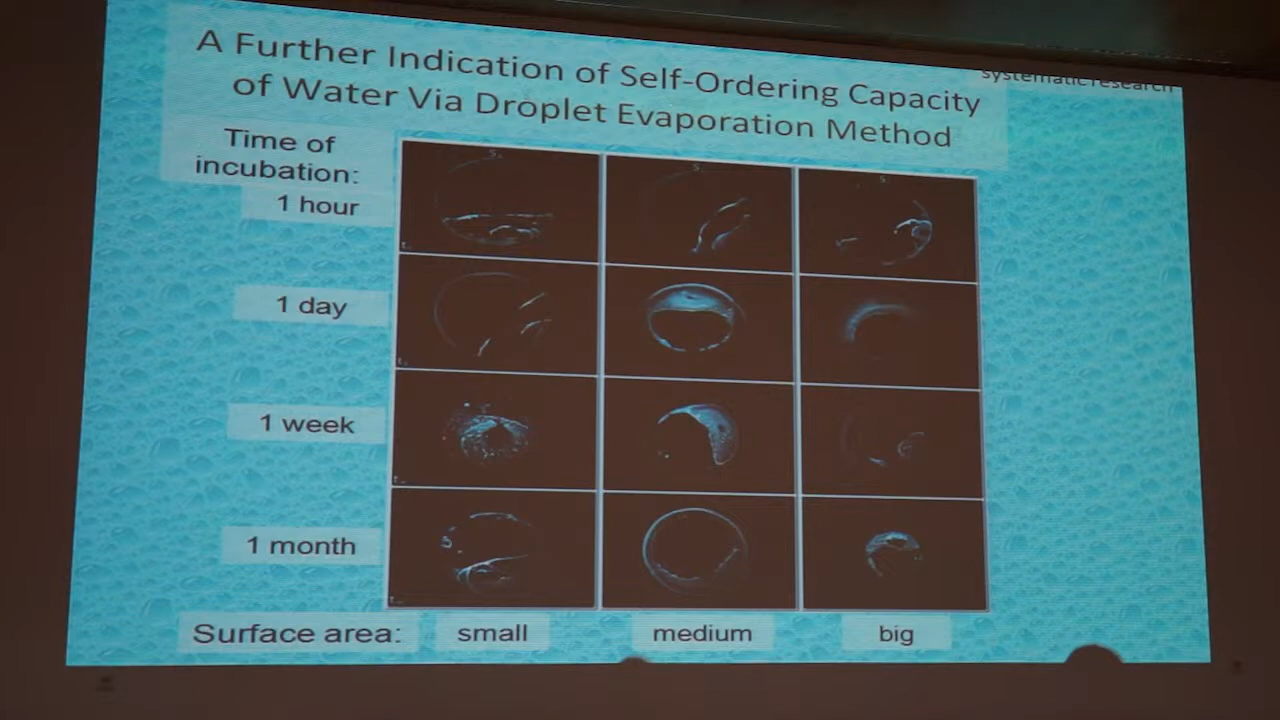 A Further Indication of Self-Ordering Capacity
of Water Via Droplet Evaporation Method
systematic research
Time of
incubation:
1 hour
1 day
1 week
1 month
Surface area:
small
medium
big